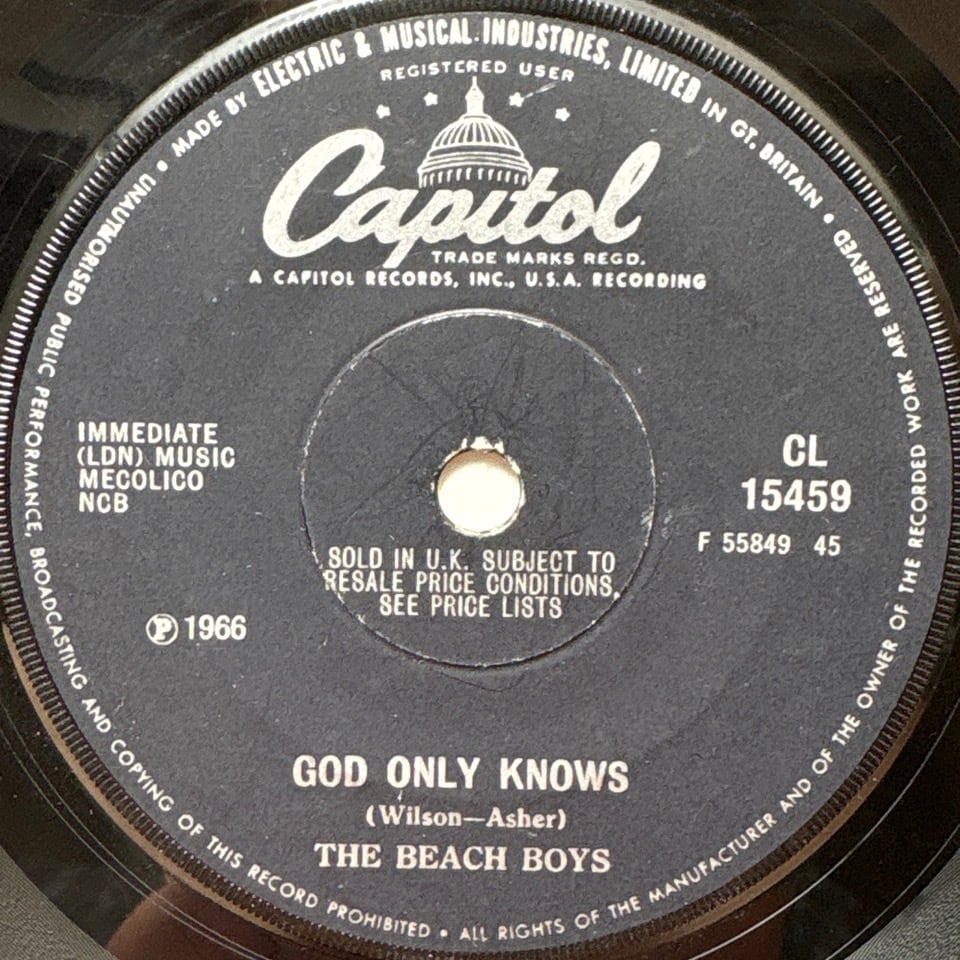 UNAUTHORISED PUBLIC PERFORMANCE, BROADCASTING AND COPYING OF THIS RECORD PROHIBITED • ALL RIGHTS OF THE MANUFACTURER AND OF THE OWNER OF THE RECORDED WORK ARE RESERVED •
MADE BY ELECTRIC & MUSICAL INDUSTRIES, LIMITED IN GT. BRITAIN •
REGISTERED USER
Capitol
TRADE MARKS REGD.
A CAPITOL RECORDS, INC., U.S.A. RECORDING
IMMEDIATE
(LDN) MUSIC
MECOLICO
NCB
CL
15459
F 55849 45
SOLD IN U.K. SUBJECT TO
RESALE PRICE CONDITIONS,
SEE PRICE LISTS
Ⓟ 1966
GOD ONLY KNOWS
(Wilson—Asher)
THE BEACH BOYS